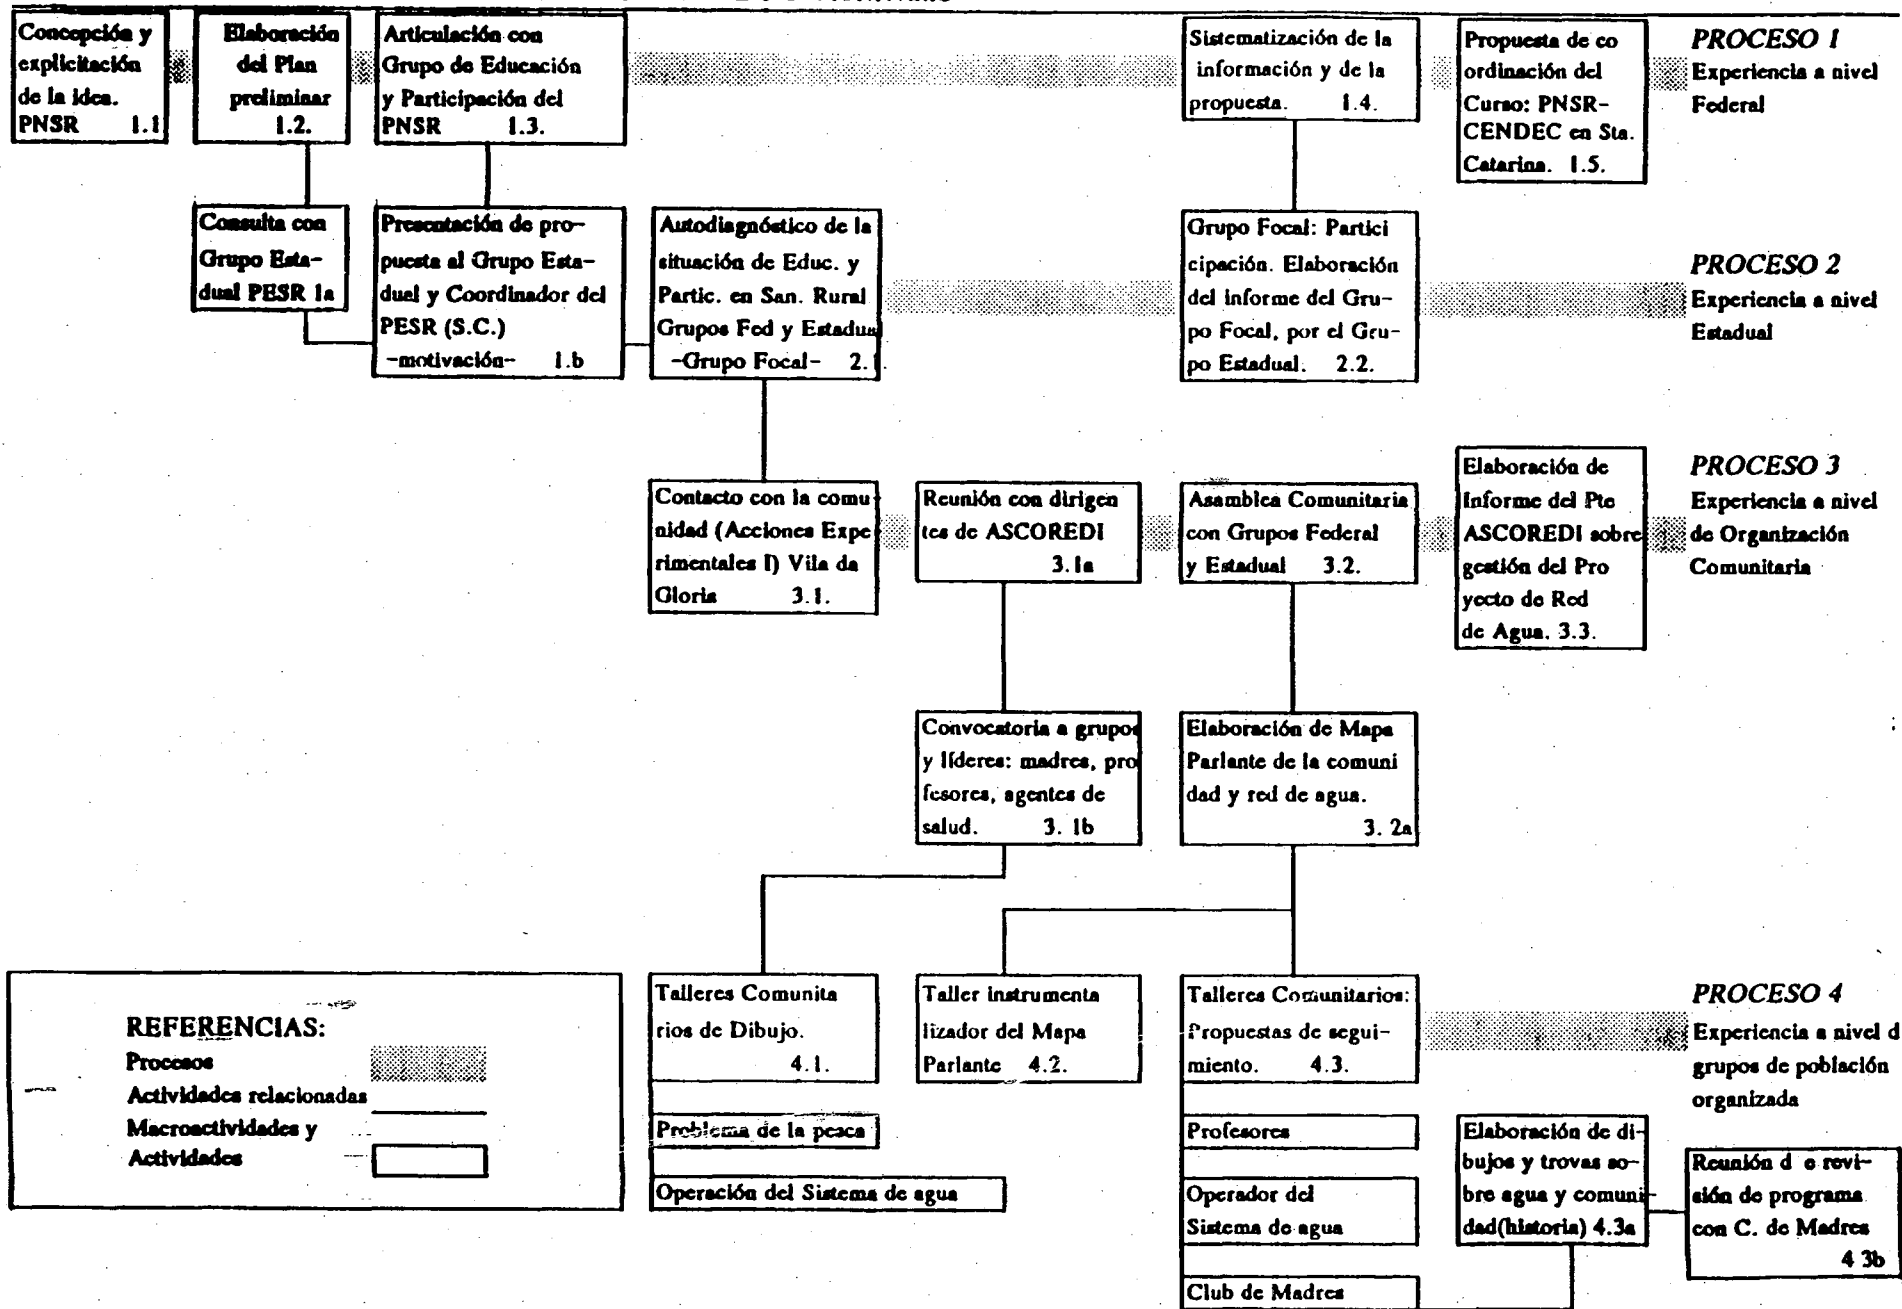 Concepción y
explicitación
de la idea.
PNSR 1.1
Elaboración
del Plan
preliminar
1.2.
Articulación con
Grupo de Educación
y Participación del
PNSR 1.3.
Sistematización de la
información y de la
propuesta. 1.4.
Propuesta de co
ordinación del
Curso: PNSR-
CENDEC en Sta.
Catarina. 1.5.
PROCESO 1
Experiencia a nivel
Federal
Consulta con
Grupo Esta-
dual PESR 1a
Presentación de pro-
puesta al Grupo Esta-
dual y Coordinador del
PESR (S.C.)
-motivación- 1.b
Autodiagnóstico de la
situación de Educ. y
Partic. en San. Rural
Grupos Fed y Estadual
-Grupo Focal- 2.1
Grupo Focal: Partici
cipación. Elaboración
del informe del Gru-
po Focal, por el Gru-
po Estadual. 2.2.
PROCESO 2
Experiencia a nivel
Estadual
Contacto con la comu
nidad (Acciones Expe
rimentales I) Vila da
Gloria 3.1.
Reunión con dirigen
tes de ASCOREDI
3.1a
Asamblea Comunitaria
con Grupos Federal
y Estadual 3.2.
Elaboración de
Informe del Pte
ASCOREDI sobre
gestión del Pro
yecto de Red
de Agua. 3.3.
PROCESO 3
Experiencia a nivel
de Organización
Comunitaria
Convocatoria a grupos
y líderes: madres, pro
fesores, agentes de
salud. 3. 1b
Elaboración de Mapa
Parlante de la comuni
dad y red de agua.
3. 2a
REFERENCIAS:
Procesos
Actividades relacionadas
Macroactividades y
Actividades
Talleres Comunita
rios de Dibujo.
4.1.
Problema de la pesca
Operación del Sistema de agua
Taller instrumenta
lizador del Mapa
Parlante 4.2.
Talleres Comunitarios:
Propuestas de segui-
miento. 4.3.
Profesores
Operador del
Sistema de agua
Club de Madres
Elaboración de di-
bujos y trovas so-
bre agua y comuni-
dad(historia) 4.3a
PROCESO 4
Experiencia a nivel d
grupos de población
organizada
Reunión d e revi-
sión de programa
con C. de Madres
4 3b